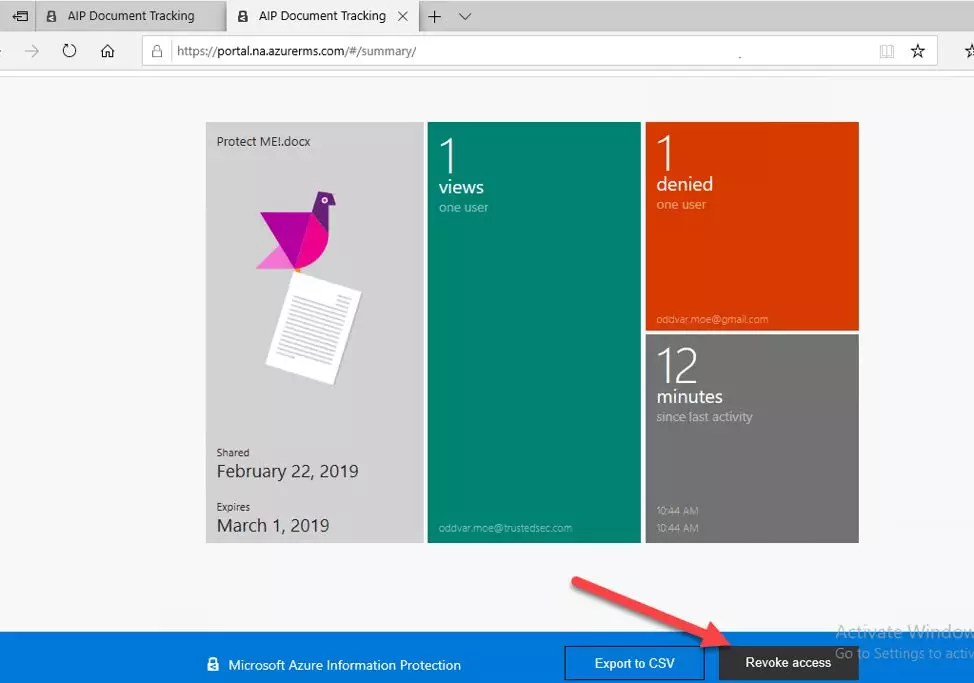 AIP Document Tracking
AIP Document Tracking
https://portal.na.azurerms.com/#/summary/
Protect ME!.docx
Shared
February 22, 2019
Expires
March 1, 2019
1
views
one user
oddvar.moe@trustedsec.com
1
denied
one user
oddvar.moe@gmail.com
12
minutes
since last activity
10:44 AM
10:44 AM
Microsoft Azure Information Protection
Export to CSV
Revoke access
Activate Window
Go to Settings to activ